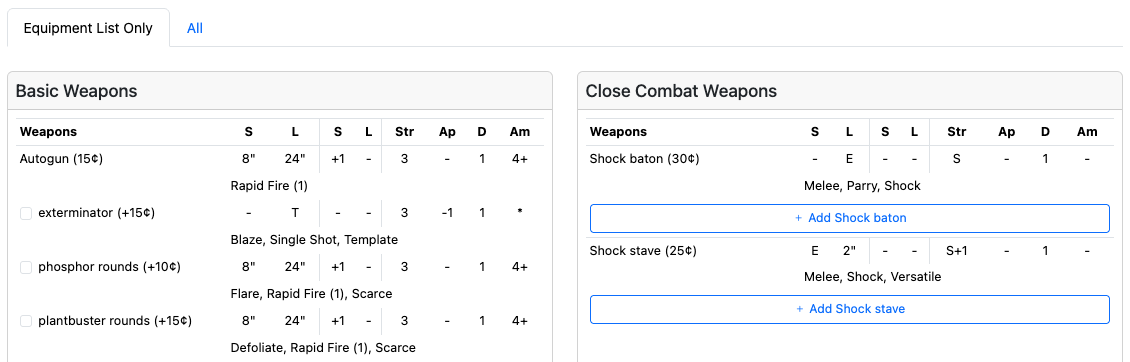 Equipment List Only All
Basic Weapons
Weapons S L S L Str Ap D Am
Autogun (15¢) 8" 24" +1 - 3 - 1 4+
Rapid Fire (1)
exterminator (+15¢) - T - - 3 -1 1 *
Blaze, Single Shot, Template
phosphor rounds (+10¢) 8" 24" +1 - 3 - 1 4+
Flare, Rapid Fire (1), Scarce
plantbuster rounds (+15¢) 8" 24" +1 - 3 - 1 4+
Defoliate, Rapid Fire (1), Scarce
Close Combat Weapons
Weapons S L S L Str Ap D Am
Shock baton (30¢) - E - - S - 1 -
Melee, Parry, Shock
+ Add Shock baton
Shock stave (25¢) E 2" - - S+1 - 1 -
Melee, Shock, Versatile
+ Add Shock stave